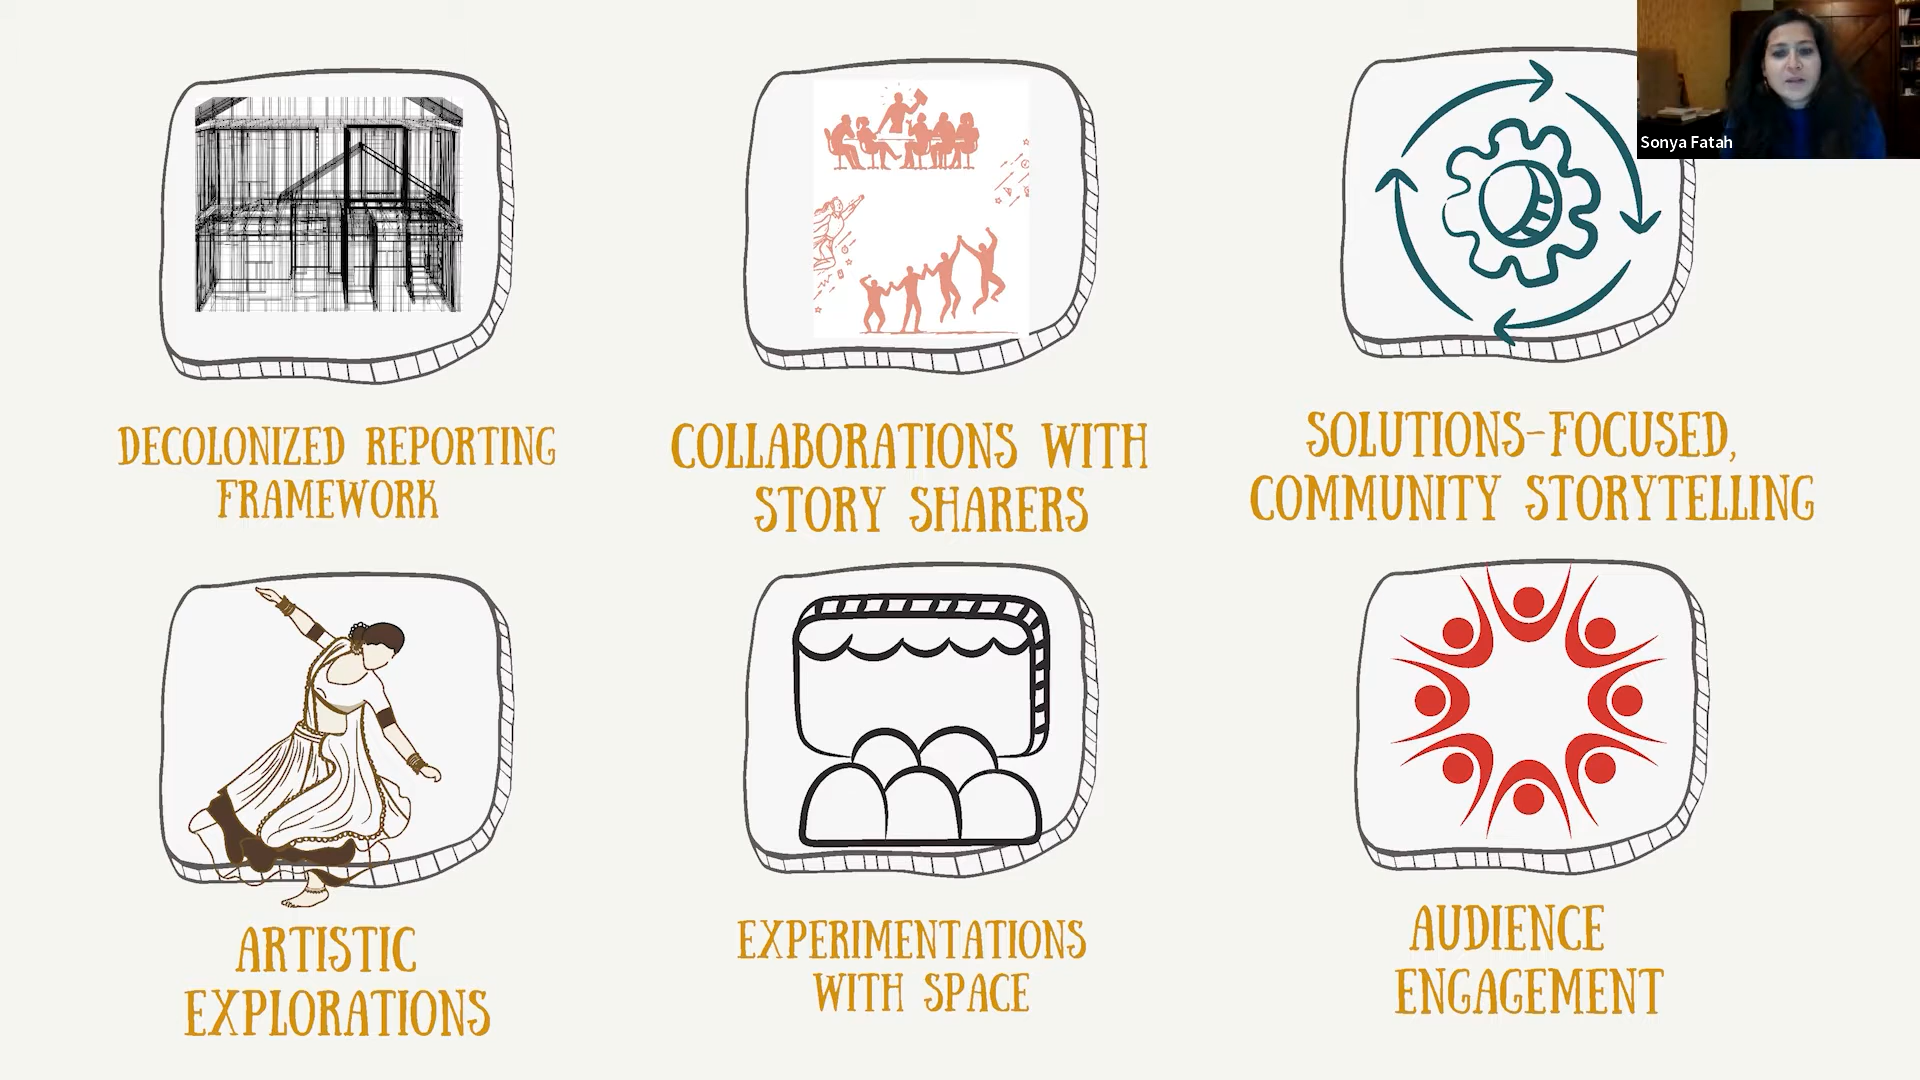 Sonya Fatah
DECOLONIZED REPORTING
FRAMEWORK
COLLABORATIONS WITH
STORY SHARERS
SOLUTIONS-FOCUSED,
COMMUNITY STORYTELLING
ARTISTIC
EXPLORATIONS
EXPERIMENTATIONS
WITH SPACE
AUDIENCE
ENGAGEMENT